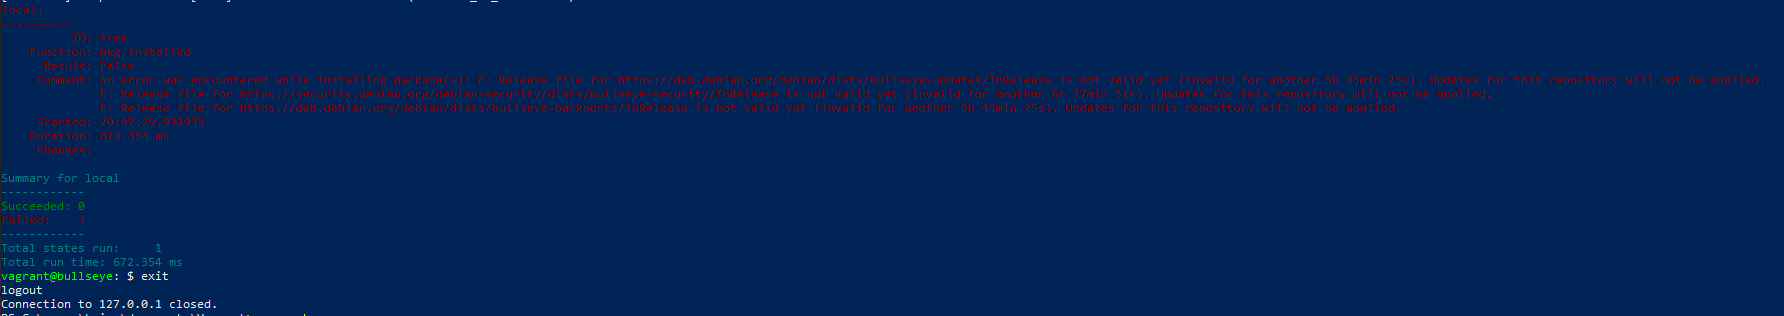 local:
----------
ID: tree
Function: pkg.installed
Result: False
Comment: An error was encountered while installing package(s): E: Release file for https://deb.debian.org/debian/dists/bullseye-updates/InRelease is not valid yet (invalid for another 5h 45min 25s). Updates for this repository will not be applied.
E: Release file for https://security.debian.org/debian-security/dists/bullseye-security/InRelease is not valid yet (invalid for another 6h 17min 51s). Updates for this repository will not be applied.
E: Release file for https://deb.debian.org/debian/dists/bullseye-backports/InRelease is not valid yet (invalid for another 5h 45min 25s). Updates for this repository will not be applied.
Started: 20:47:29.932935
Duration: 672.354 ms
Changes:
Summary for local
------------
Succeeded: 0
Failed: 1
------------
Total states run: 1
Total run time: 672.354 ms
vagrant@bullseye: $ exit
logout
Connection to 127.0.0.1 closed.